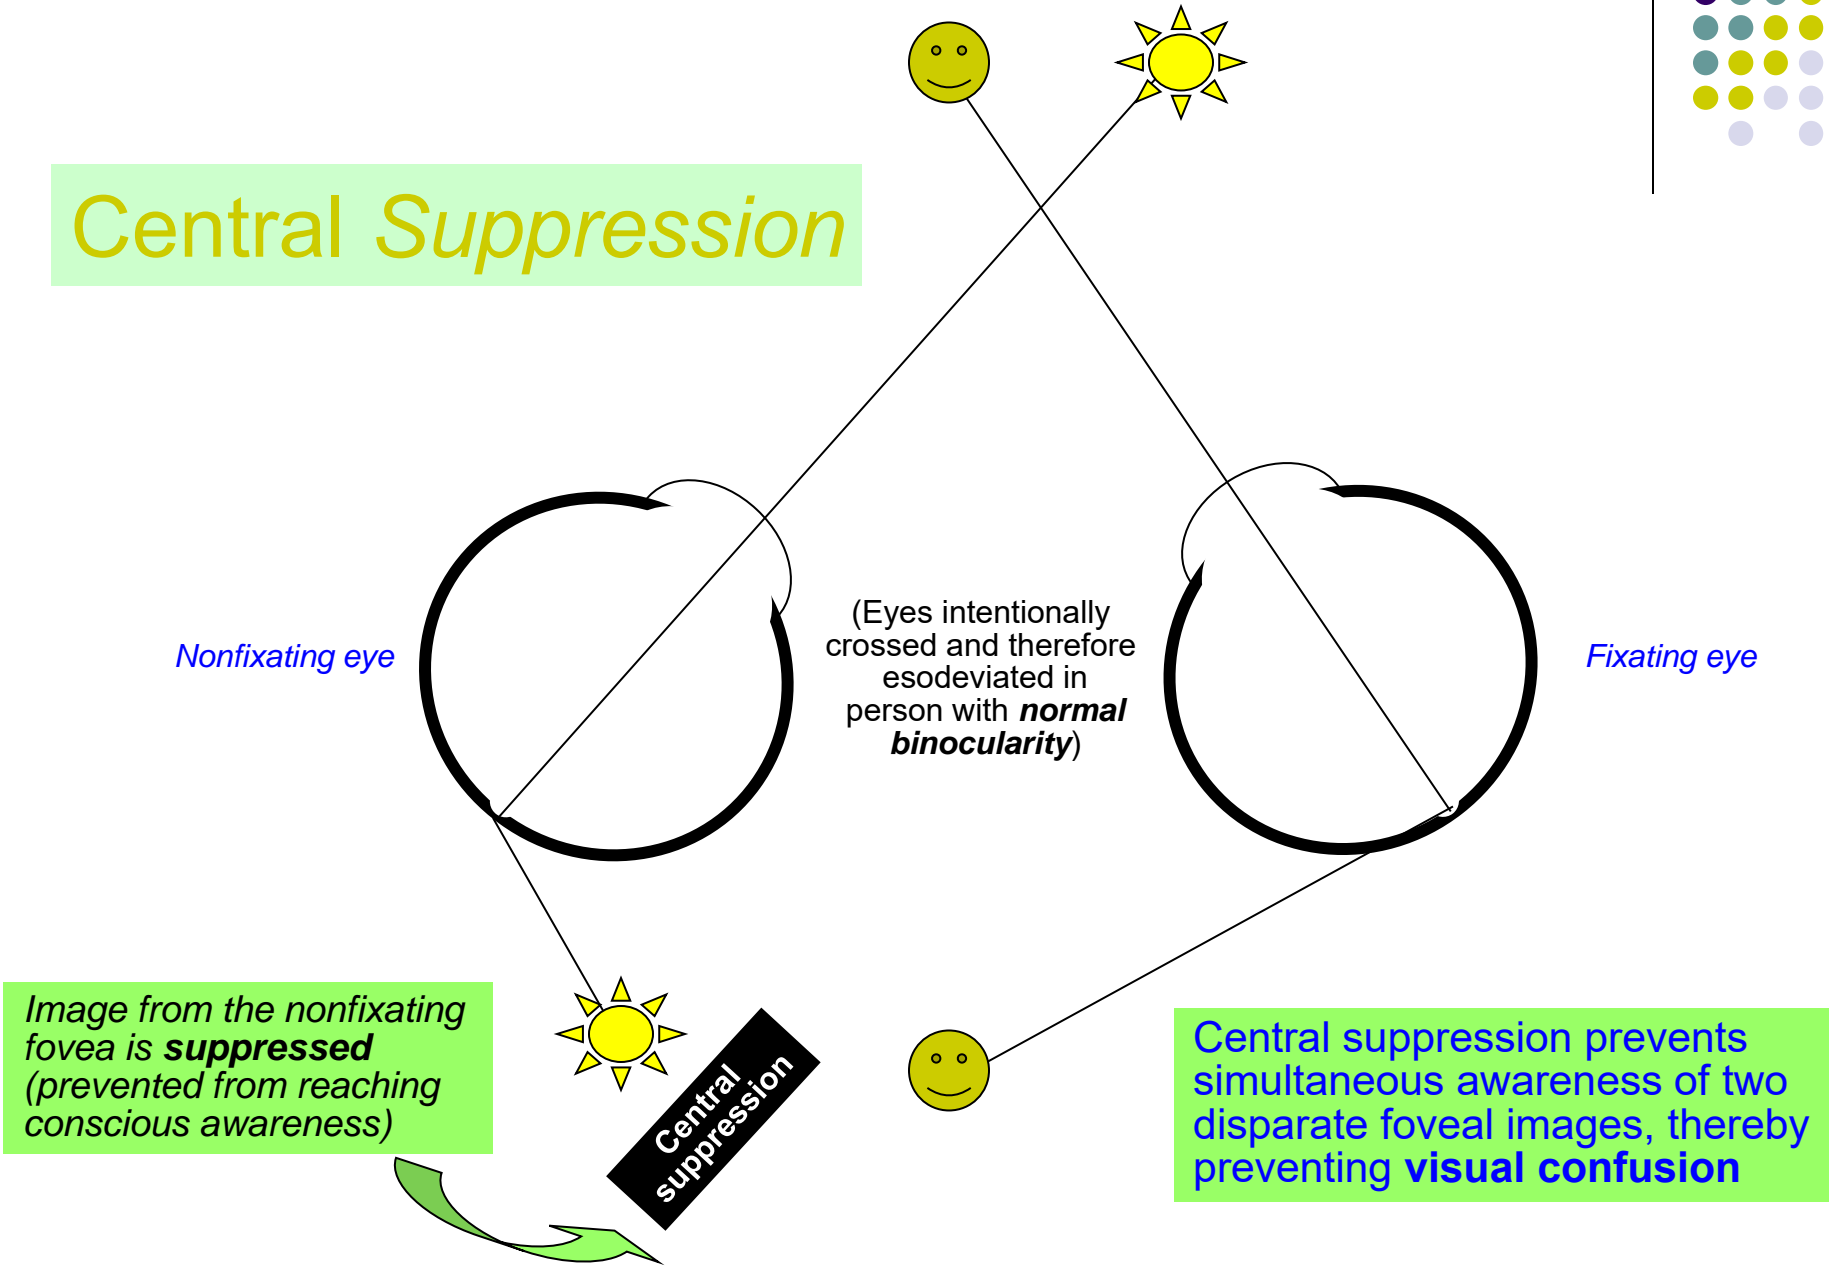 Central Suppression
Nonfixating eye
(Eyes intentionally
crossed and therefore
esodeviated in
person with normal
binocularity)
Fixating eye
Image from the nonfixating
fovea is suppressed
(prevented from reaching
conscious awareness)
Central
suppression
Central suppression prevents
simultaneous awareness of two
disparate foveal images, thereby
preventing visual confusion